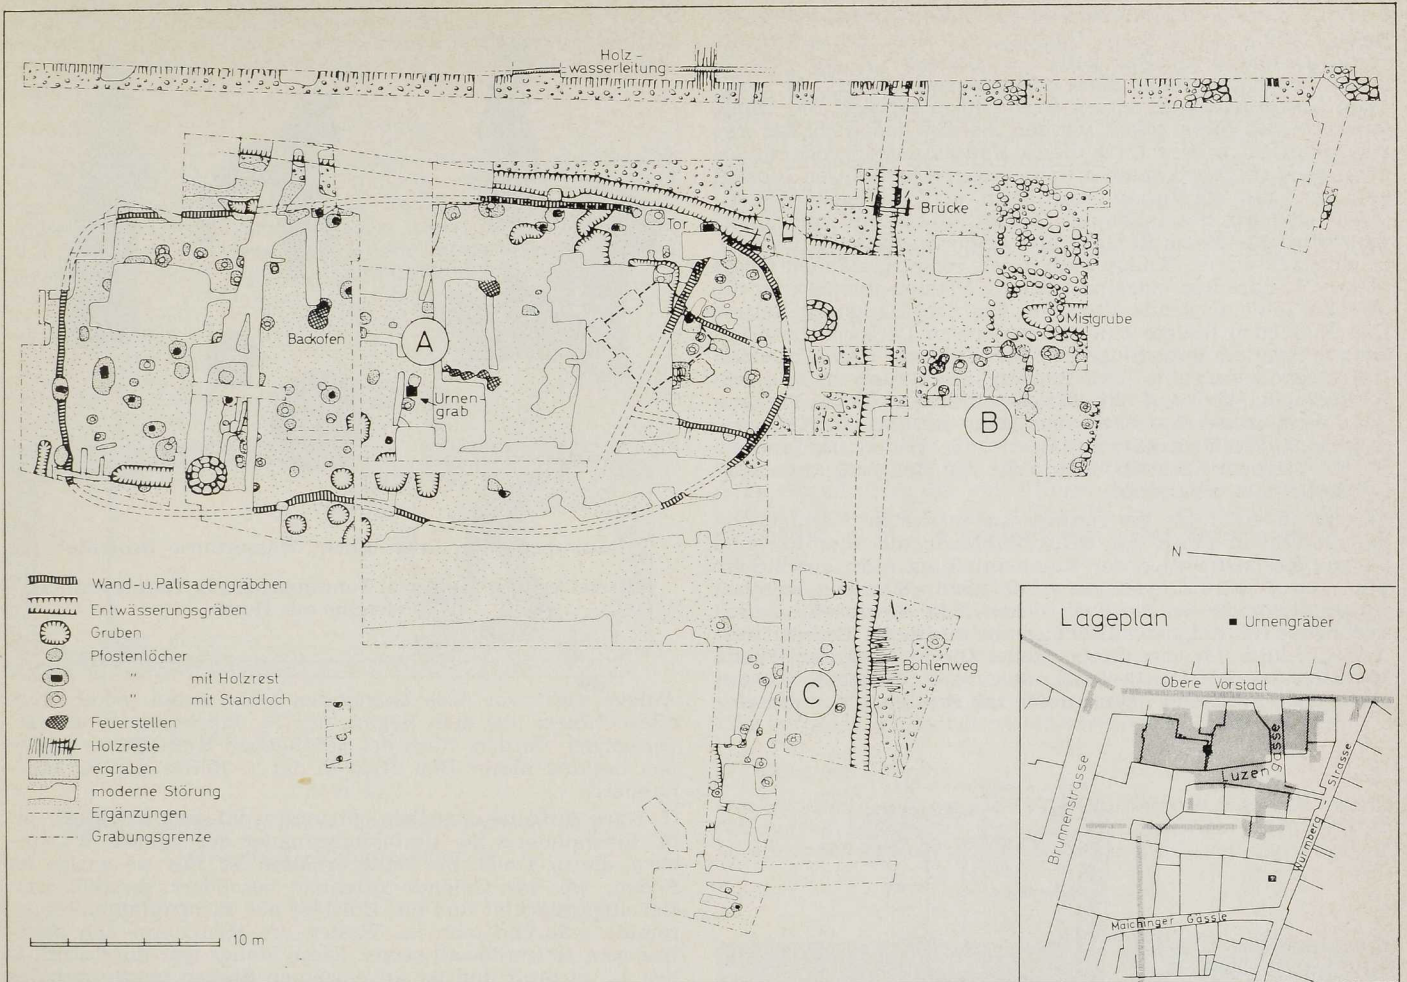 Holz-
wasserleitung
Tor
Brücke
Mistgrube
Backofen
A
Urnen-
grab
B
C
Bohlenweg
N
Wand-u. Palisadengräbchen
Entwässerungsgräben
Gruben
Pfostenlöcher
" mit Holzrest
" mit Standloch
Feuerstellen
Holzreste
ergraben
moderne Störung
Ergänzungen
Grabungsgrenze
10 m
Lageplan
Urnengräber
Obere Vorstadt
Luzengasse
Brunnenstrasse
Würmberg - Strasse
Maichinger Gässle